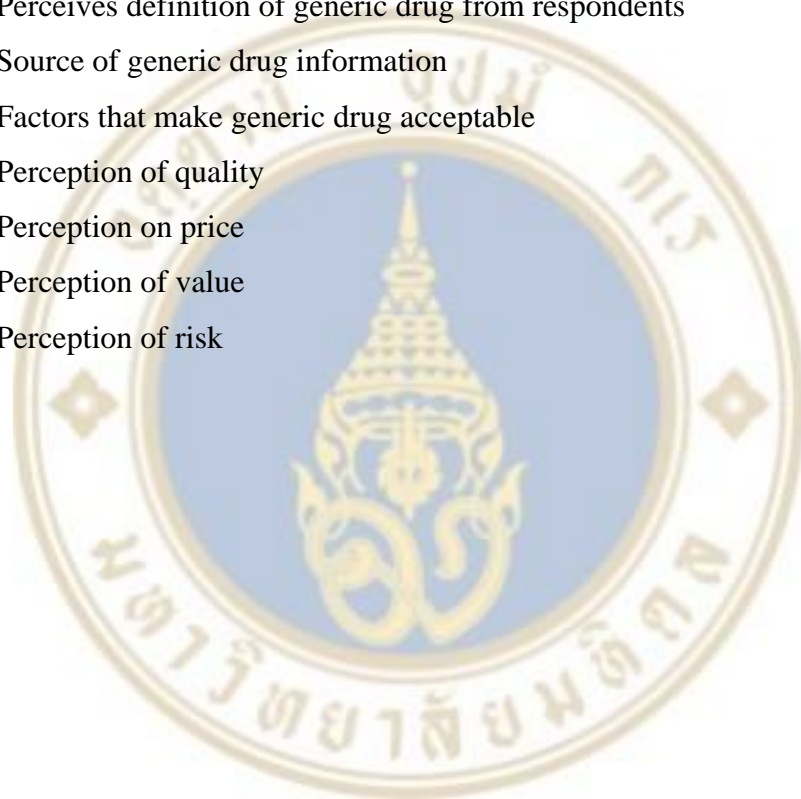 Perceives definition of generic drug from respondents
Source of generic drug information
Factors that make generic drug acceptable
Perception of quality
Perception on price
Perception of value
Perception of risk
มหาวิทยาลัยมหิดล